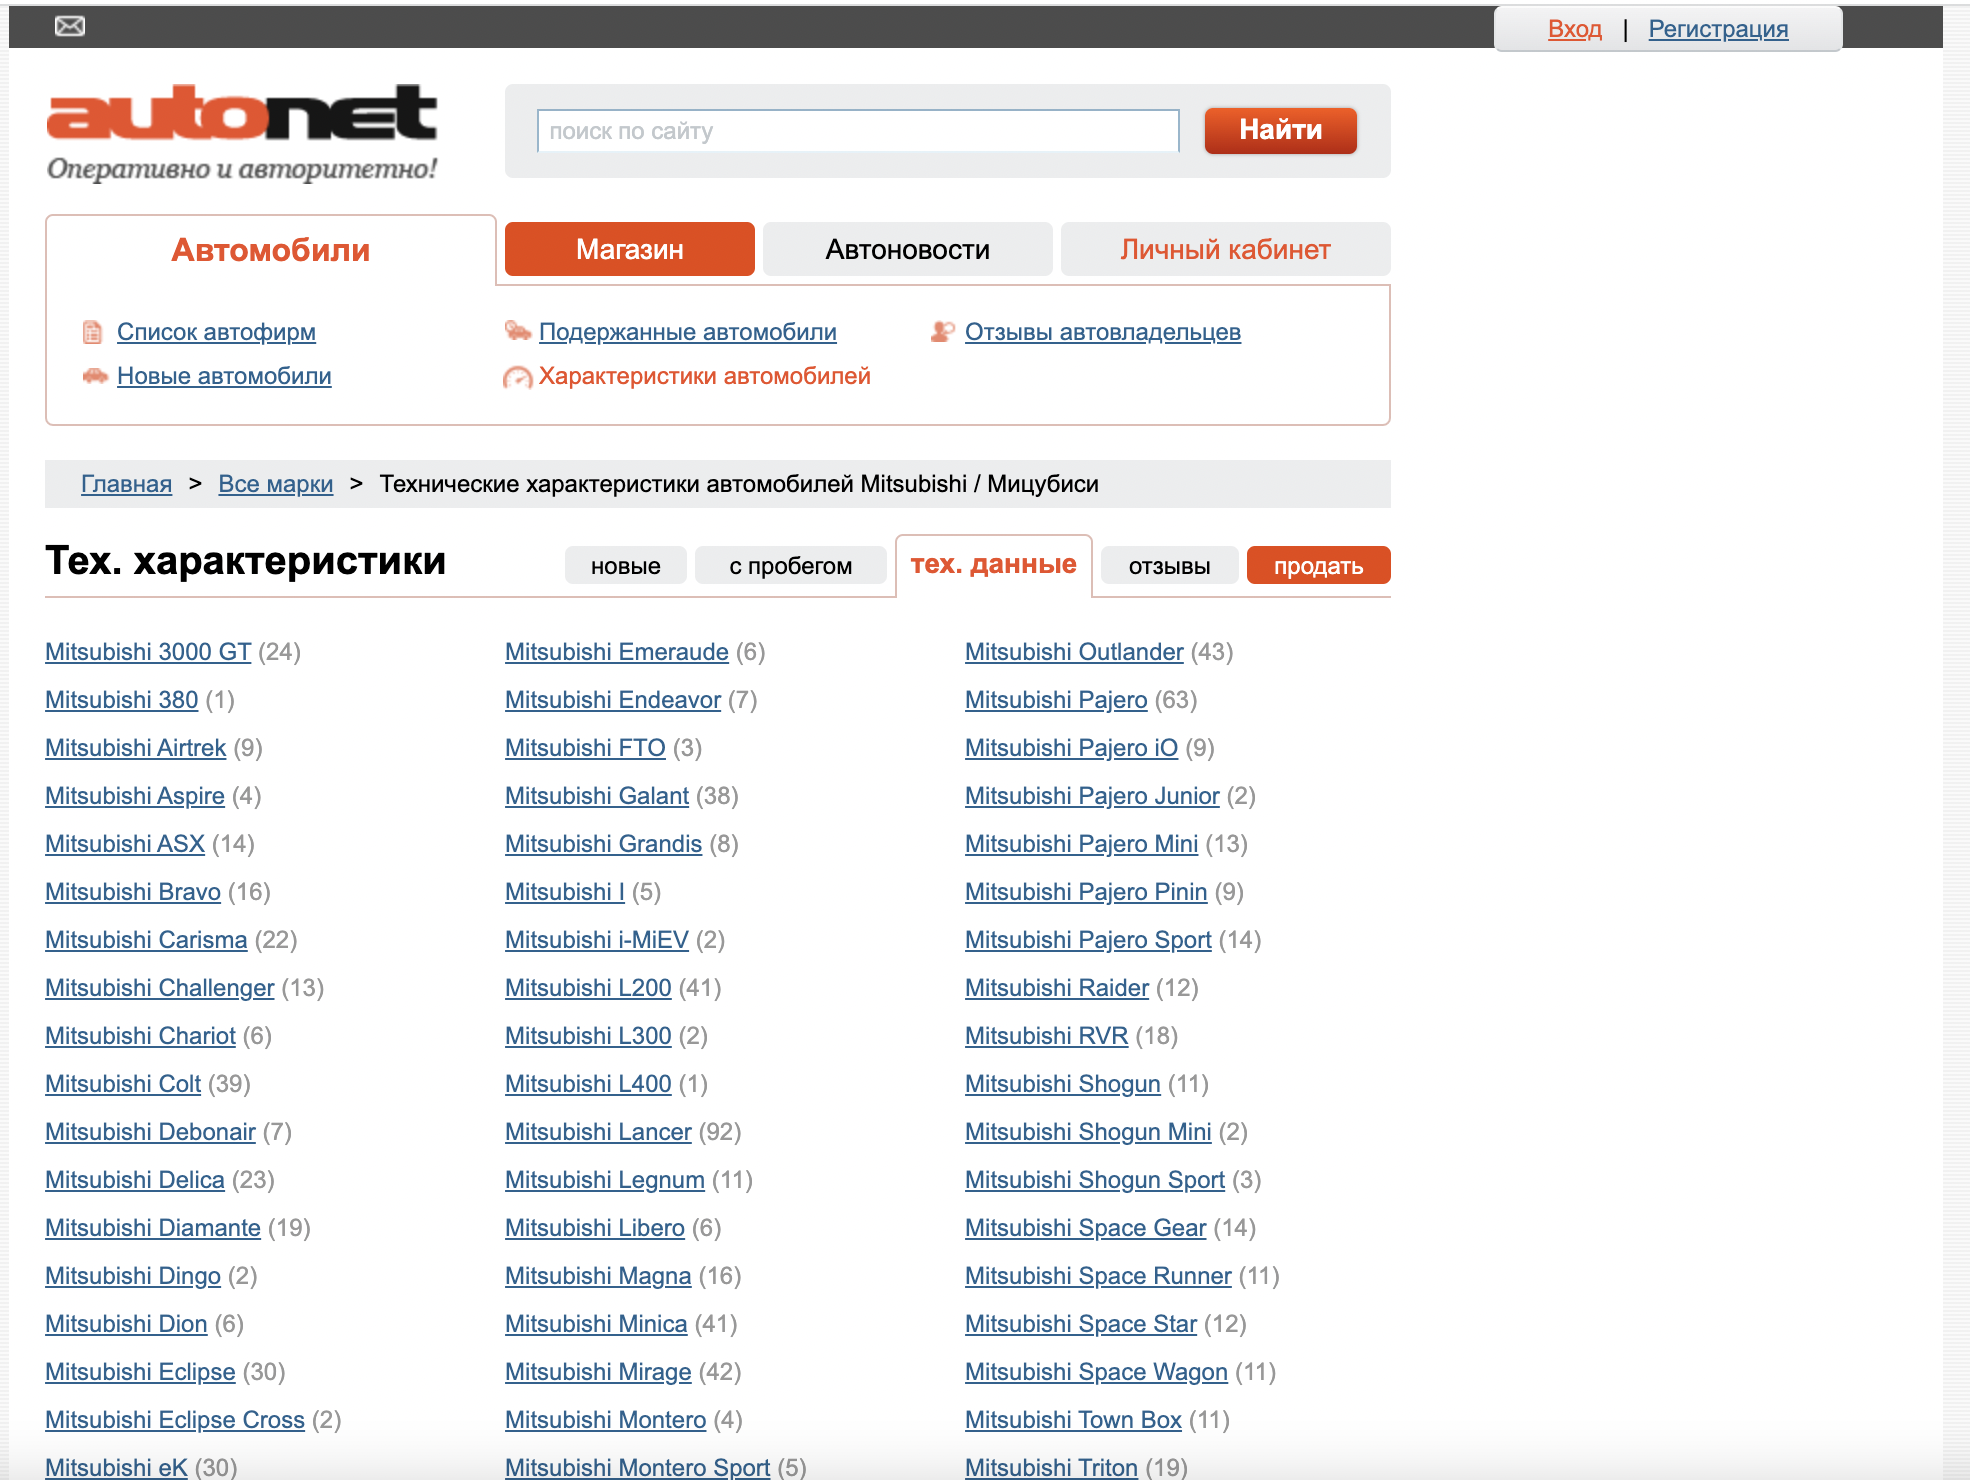 Вход | Регистрация
autonet
Оперативно и авторитетно!
поиск по сайту
Найти
Автомобили
Магазин
Автоновости
Личный кабинет
Список автофирм
Подержанные автомобили
Отзывы автовладельцев
Новые автомобили
Характеристики автомобилей
Главная > Все марки > Технические характеристики автомобилей Mitsubishi / Мицубиси
Тех. характеристики
новые
с пробегом
тех. данные
отзывы
продать
Mitsubishi 3000 GT (24)
Mitsubishi 380 (1)
Mitsubishi Airtrek (9)
Mitsubishi Aspire (4)
Mitsubishi ASX (14)
Mitsubishi Bravo (16)
Mitsubishi Carisma (22)
Mitsubishi Challenger (13)
Mitsubishi Chariot (6)
Mitsubishi Colt (39)
Mitsubishi Debonair (7)
Mitsubishi Delica (23)
Mitsubishi Diamante (19)
Mitsubishi Dingo (2)
Mitsubishi Dion (6)
Mitsubishi Eclipse (30)
Mitsubishi Eclipse Cross (2)
Mitsubishi eK (30)
Mitsubishi Emeraude (6)
Mitsubishi Endeavor (7)
Mitsubishi FTO (3)
Mitsubishi Galant (38)
Mitsubishi Grandis (8)
Mitsubishi I (5)
Mitsubishi i-MiEV (2)
Mitsubishi L200 (41)
Mitsubishi L300 (2)
Mitsubishi L400 (1)
Mitsubishi Lancer (92)
Mitsubishi Legnum (11)
Mitsubishi Libero (6)
Mitsubishi Magna (16)
Mitsubishi Minica (41)
Mitsubishi Mirage (42)
Mitsubishi Montero (4)
Mitsubishi Montero Sport (5)
Mitsubishi Outlander (43)
Mitsubishi Pajero (63)
Mitsubishi Pajero iO (9)
Mitsubishi Pajero Junior (2)
Mitsubishi Pajero Mini (13)
Mitsubishi Pajero Pinin (9)
Mitsubishi Pajero Sport (14)
Mitsubishi Raider (12)
Mitsubishi RVR (18)
Mitsubishi Shogun (11)
Mitsubishi Shogun Mini (2)
Mitsubishi Shogun Sport (3)
Mitsubishi Space Gear (14)
Mitsubishi Space Runner (11)
Mitsubishi Space Star (12)
Mitsubishi Space Wagon (11)
Mitsubishi Town Box (11)
Mitsubishi Triton (19)